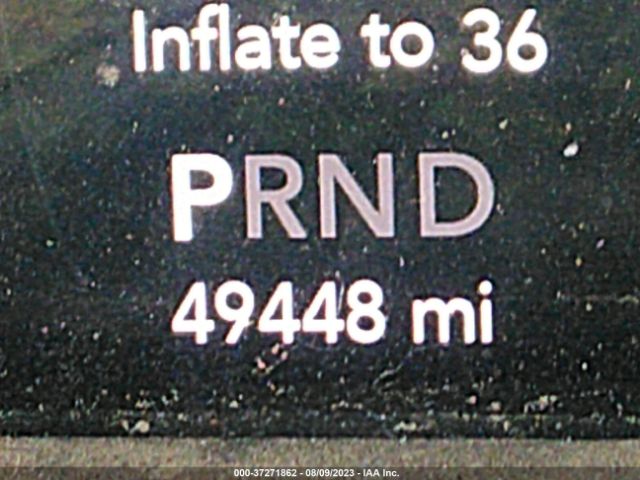 Inflate to 36
PRND
49448 mi
000-37271862 - 08/09/2023 - IAA Inc.